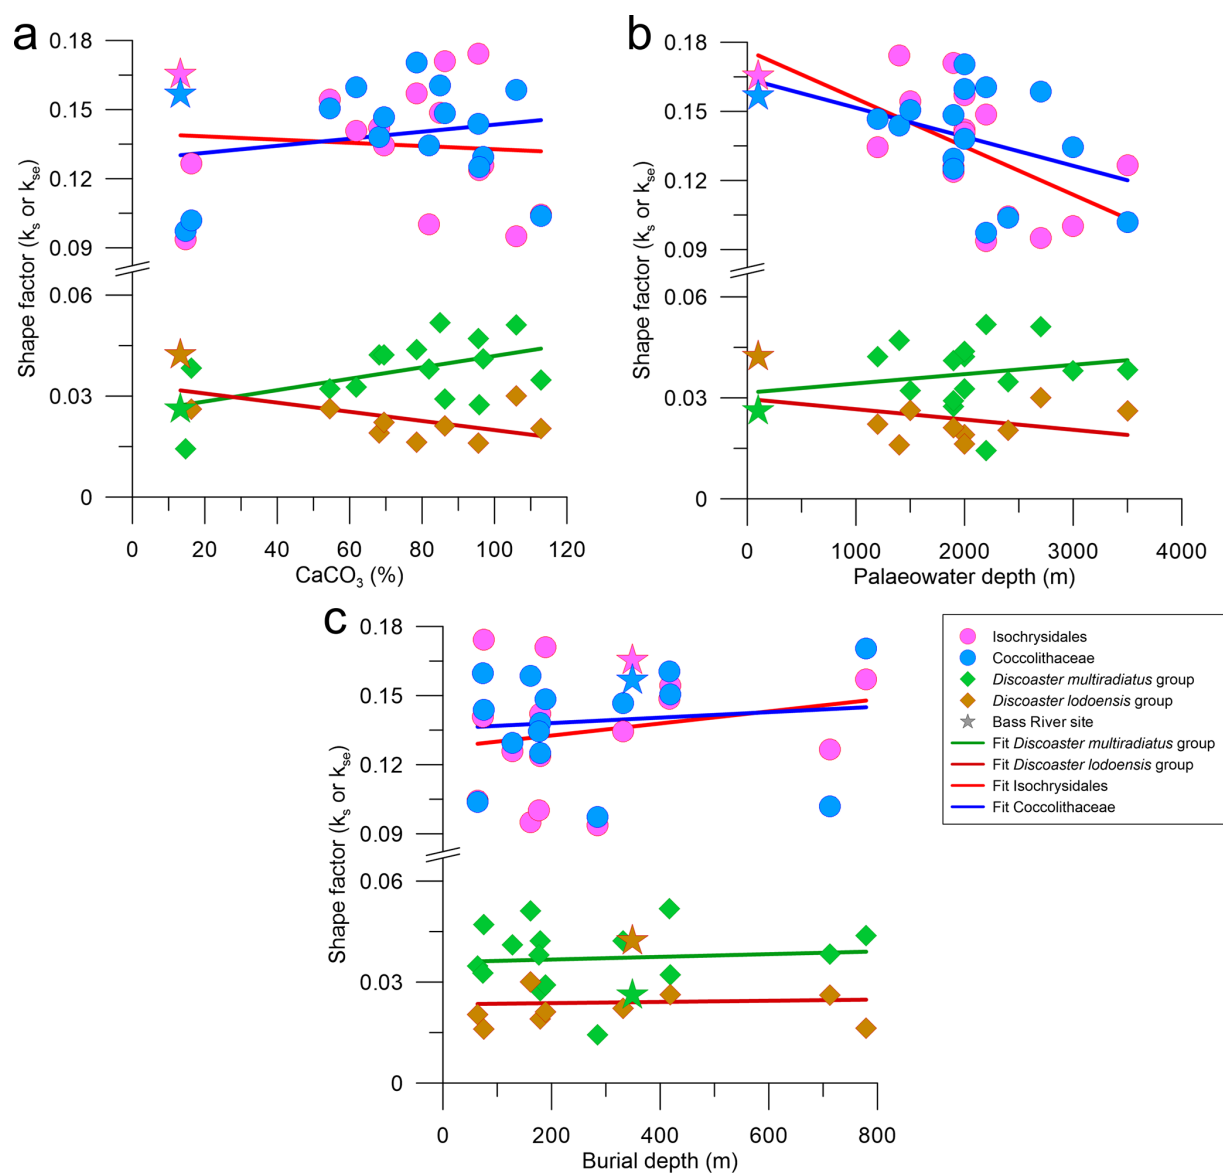 a
0.18
0.15
0.12
0.09
0.06
0.03
0
Shape factor (kₛ or kₛₑ)
0 20 40 60 80 100 120
CaCO₃ (%)
b
0.18
0.15
0.12
0.09
0.06
0.03
0
Shape factor (kₛ or kₛₑ)
0 1000 2000 3000 4000
Palaeowater depth (m)
c
0.18
0.15
0.12
0.09
0.06
0.03
0
Shape factor (kₛ or kₛₑ)
0 200 400 600 800
Burial depth (m)
Isochrysidales
Coccolithaceae
Discoaster multiradiatus group
Discoaster lodoensis group
Bass River site
Fit Discoaster multiradiatus group
Fit Discoaster lodoensis group
Fit Isochrysidales
Fit Coccolithaceae